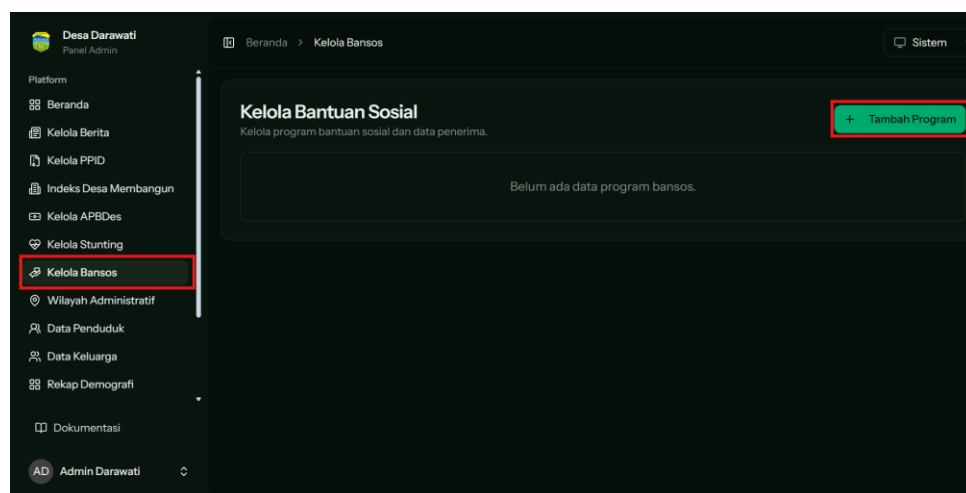 Desa Darawati
Panel Admin
Platform
Beranda
Kelola Berita
Kelola PPID
Indeks Desa Membangun
Kelola APBDes
Kelola Stunting
Kelola Bansos
Wilayah Administratif
Data Penduduk
Data Keluarga
Rekap Demografi
Dokumentasi
AD Admin Darawati
Beranda > Kelola Bansos
Sistem
Kelola Bantuan Sosial
Kelola program bantuan sosial dan data penerima.
+ Tambah Program
Belum ada data program bansos.